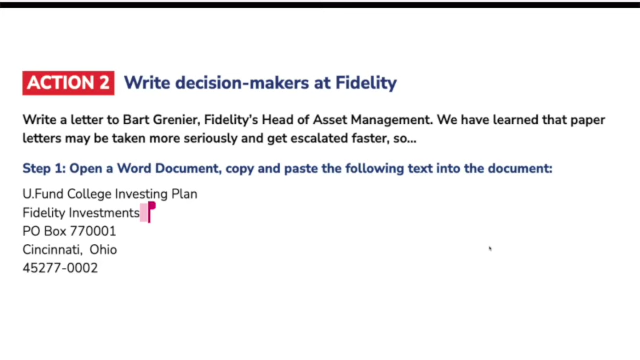 ACTION 2 Write decision-makers at Fidelity
Write a letter to Bart Grenier, Fidelity's Head of Asset Management. We have learned that paper
letters may be taken more seriously and get escalated faster, so...
Step 1: Open a Word Document, copy and paste the following text into the document:
U.Fund College Investing Plan
Fidelity Investments
PO Box 770001
Cincinnati, Ohio
45277-0002